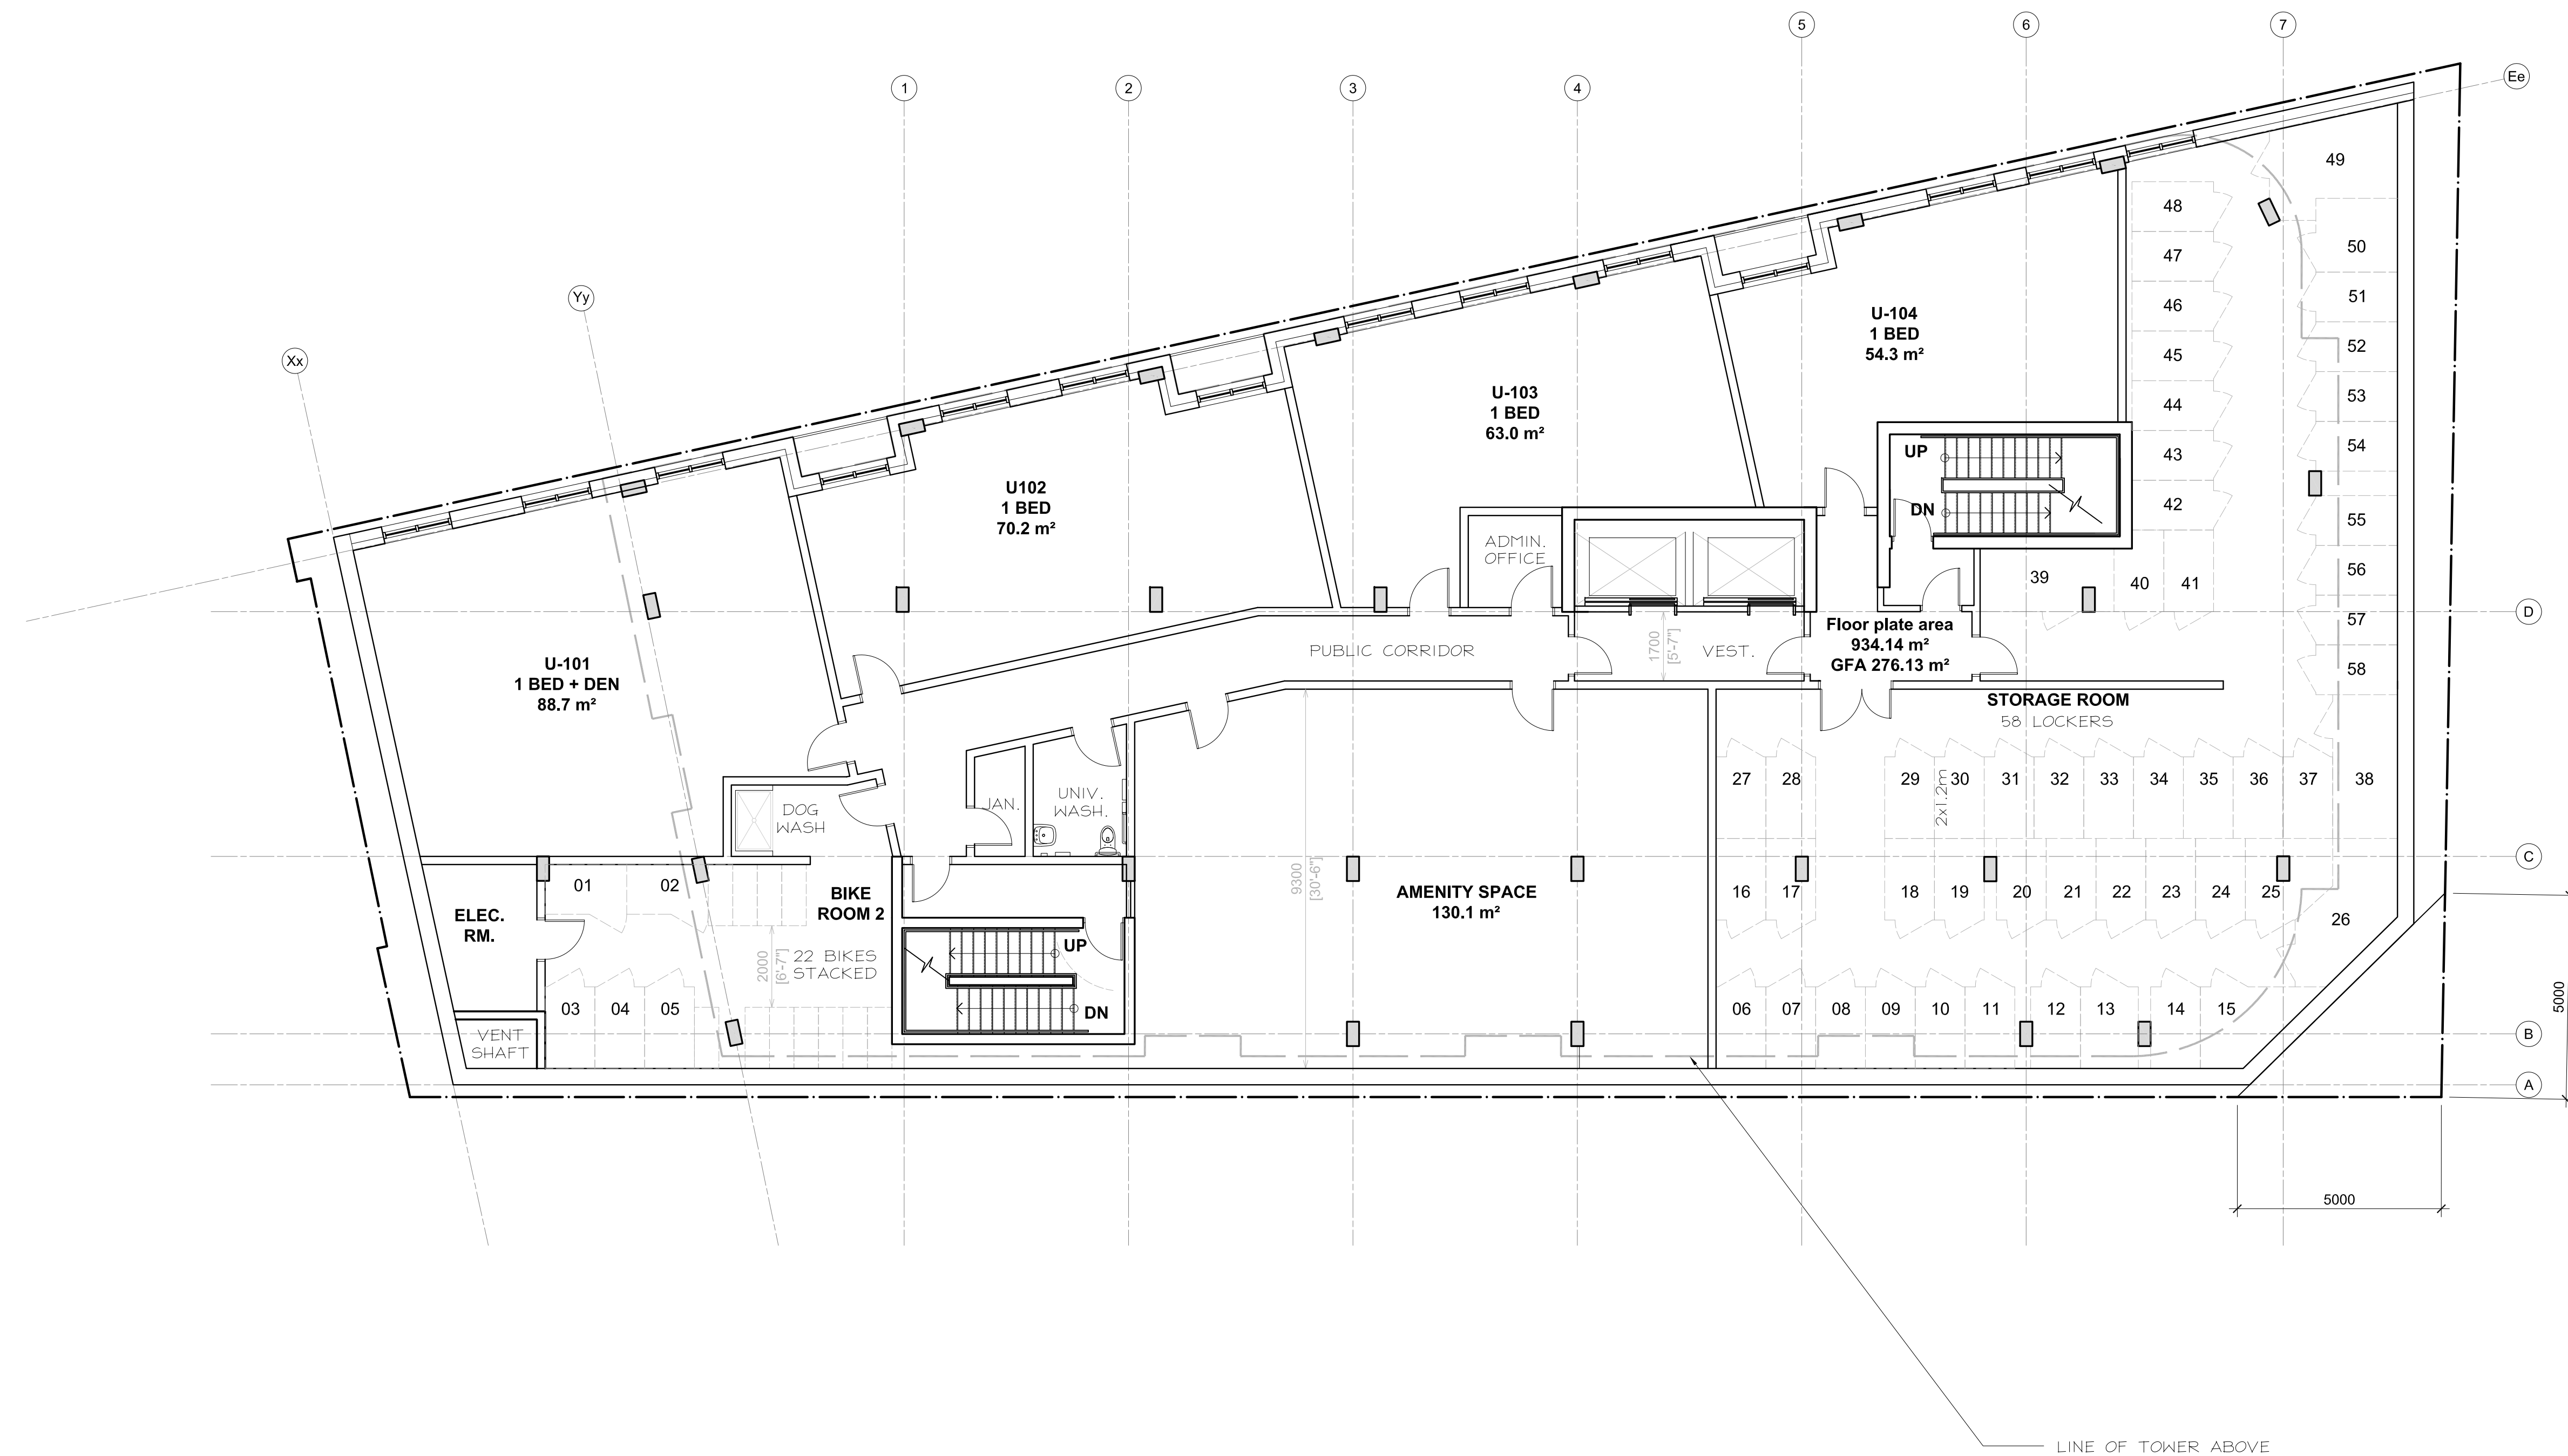 5
6
7
Ee
1
2
3
4
49
48
47
46
45
44
43
42
50
51
52
53
54
55
56
57
58
Yy
Xx
U-104
1 BED
54.3 m²
U-103
1 BED
63.0 m²
U102
1 BED
70.2 m²
UP
DN
ADMIN.
OFFICE
39
40
41
D
U-101
1 BED + DEN
88.7 m²
PUBLIC CORRIDOR
1700
[5'-7"]
VEST.
Floor plate area
934.14 m²
GFA 276.13 m²
STORAGE ROOM
58 LOCKERS
27
28
29
30
31
32
33
34
35
36
37
38
2x1.2m
DOG
WASH
JAN.
UNIV.
WASH.
C
01
02
BIKE
ROOM 2
9300
[30'-6"]
AMENITY SPACE
130.1 m²
16
17
18
19
20
21
22
23
24
25
26
ELEC.
RM.
2000
[6'-7"]
22 BIKES
STACKED
UP
DN
03
04
05
06
07
08
09
10
11
12
13
14
15
VENT
SHAFT
B
A
5000
5000
LINE OF TOWER ABOVE